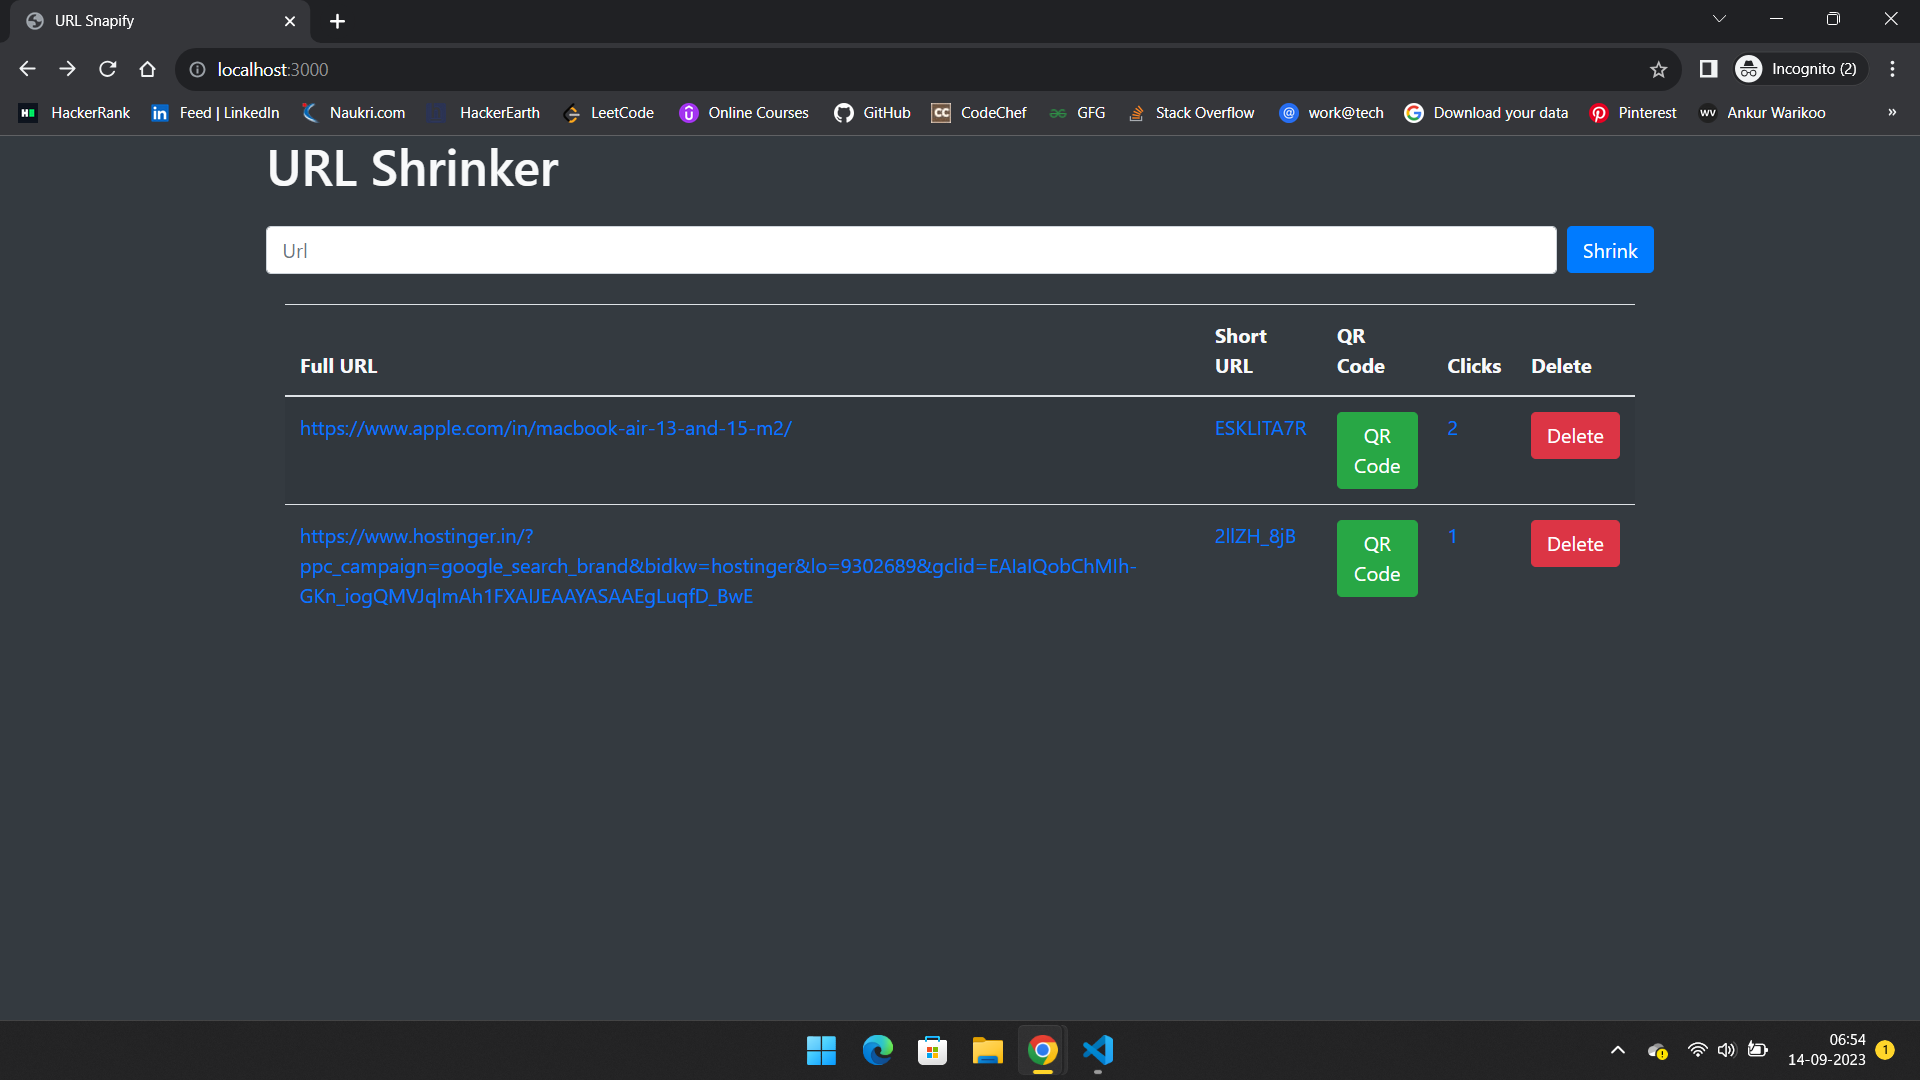 URL Snapify
localhost:3000
Incognito (2)
HackerRank
Feed | LinkedIn
Naukri.com
HackerEarth
LeetCode
Online Courses
GitHub
CodeChef
GFG
Stack Overflow
work@tech
Download your data
Pinterest
Ankur Warikoo
URL Shrinker
Url
Shrink
Full URL
Short
URL
QR
Code
Clicks
Delete
https://www.apple.com/in/macbook-air-13-and-15-m2/
QR
Code
2
Delete
https://www.hostinger.in/?
ppc_campaign=google_search_brand&bidkw=hostinger&lo=9302689&gclid=EAIaIQobChMIh-
QR
Code
1
Delete
06:54
14-09-2023
1